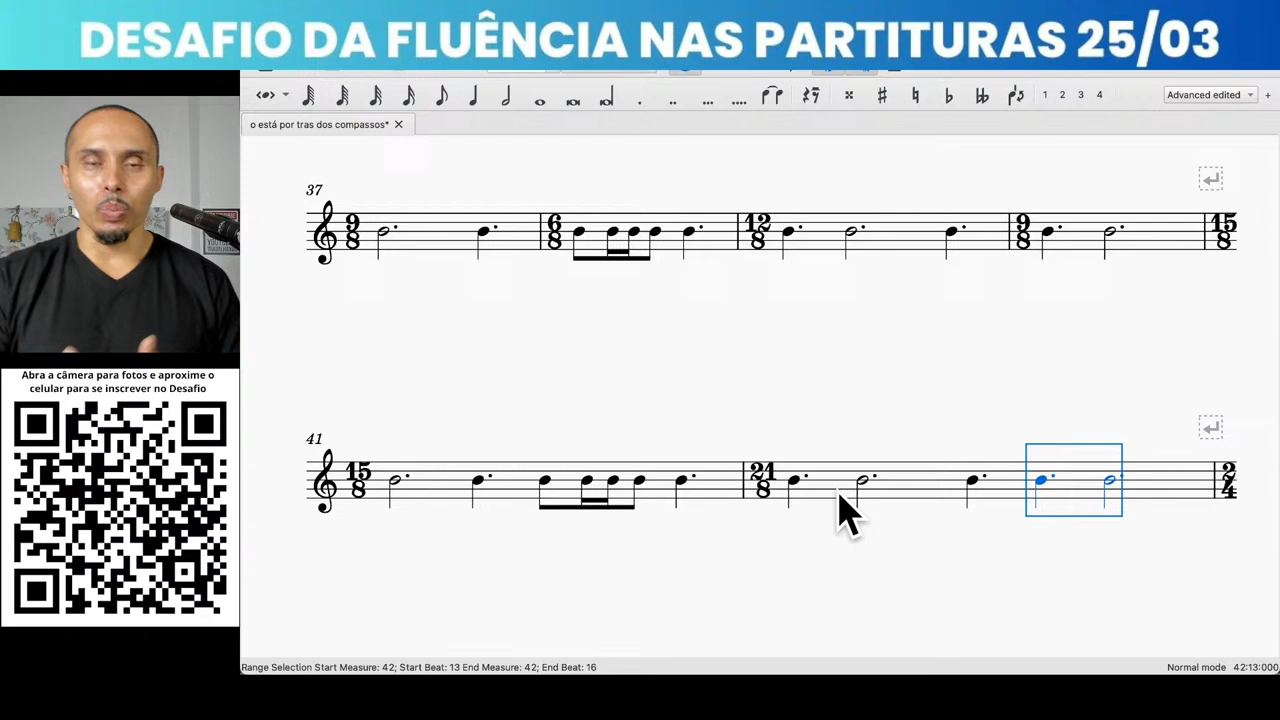 DESAFIO DA FLUÊNCIA NAS PARTITURAS 25/03
1 2 3 4
Advanced edited
+
o está por tras dos compassos*
37
9 8
6 8
12 8
9 8
15 8
Abra a câmera para fotos e aproxime o
celular para se inscrever no Desafio
41
15 8
21 8
2 4
Range Selection Start Measure: 42; Start Beat: 13 End Measure: 42; End Beat: 16
Normal mode 42:13:000